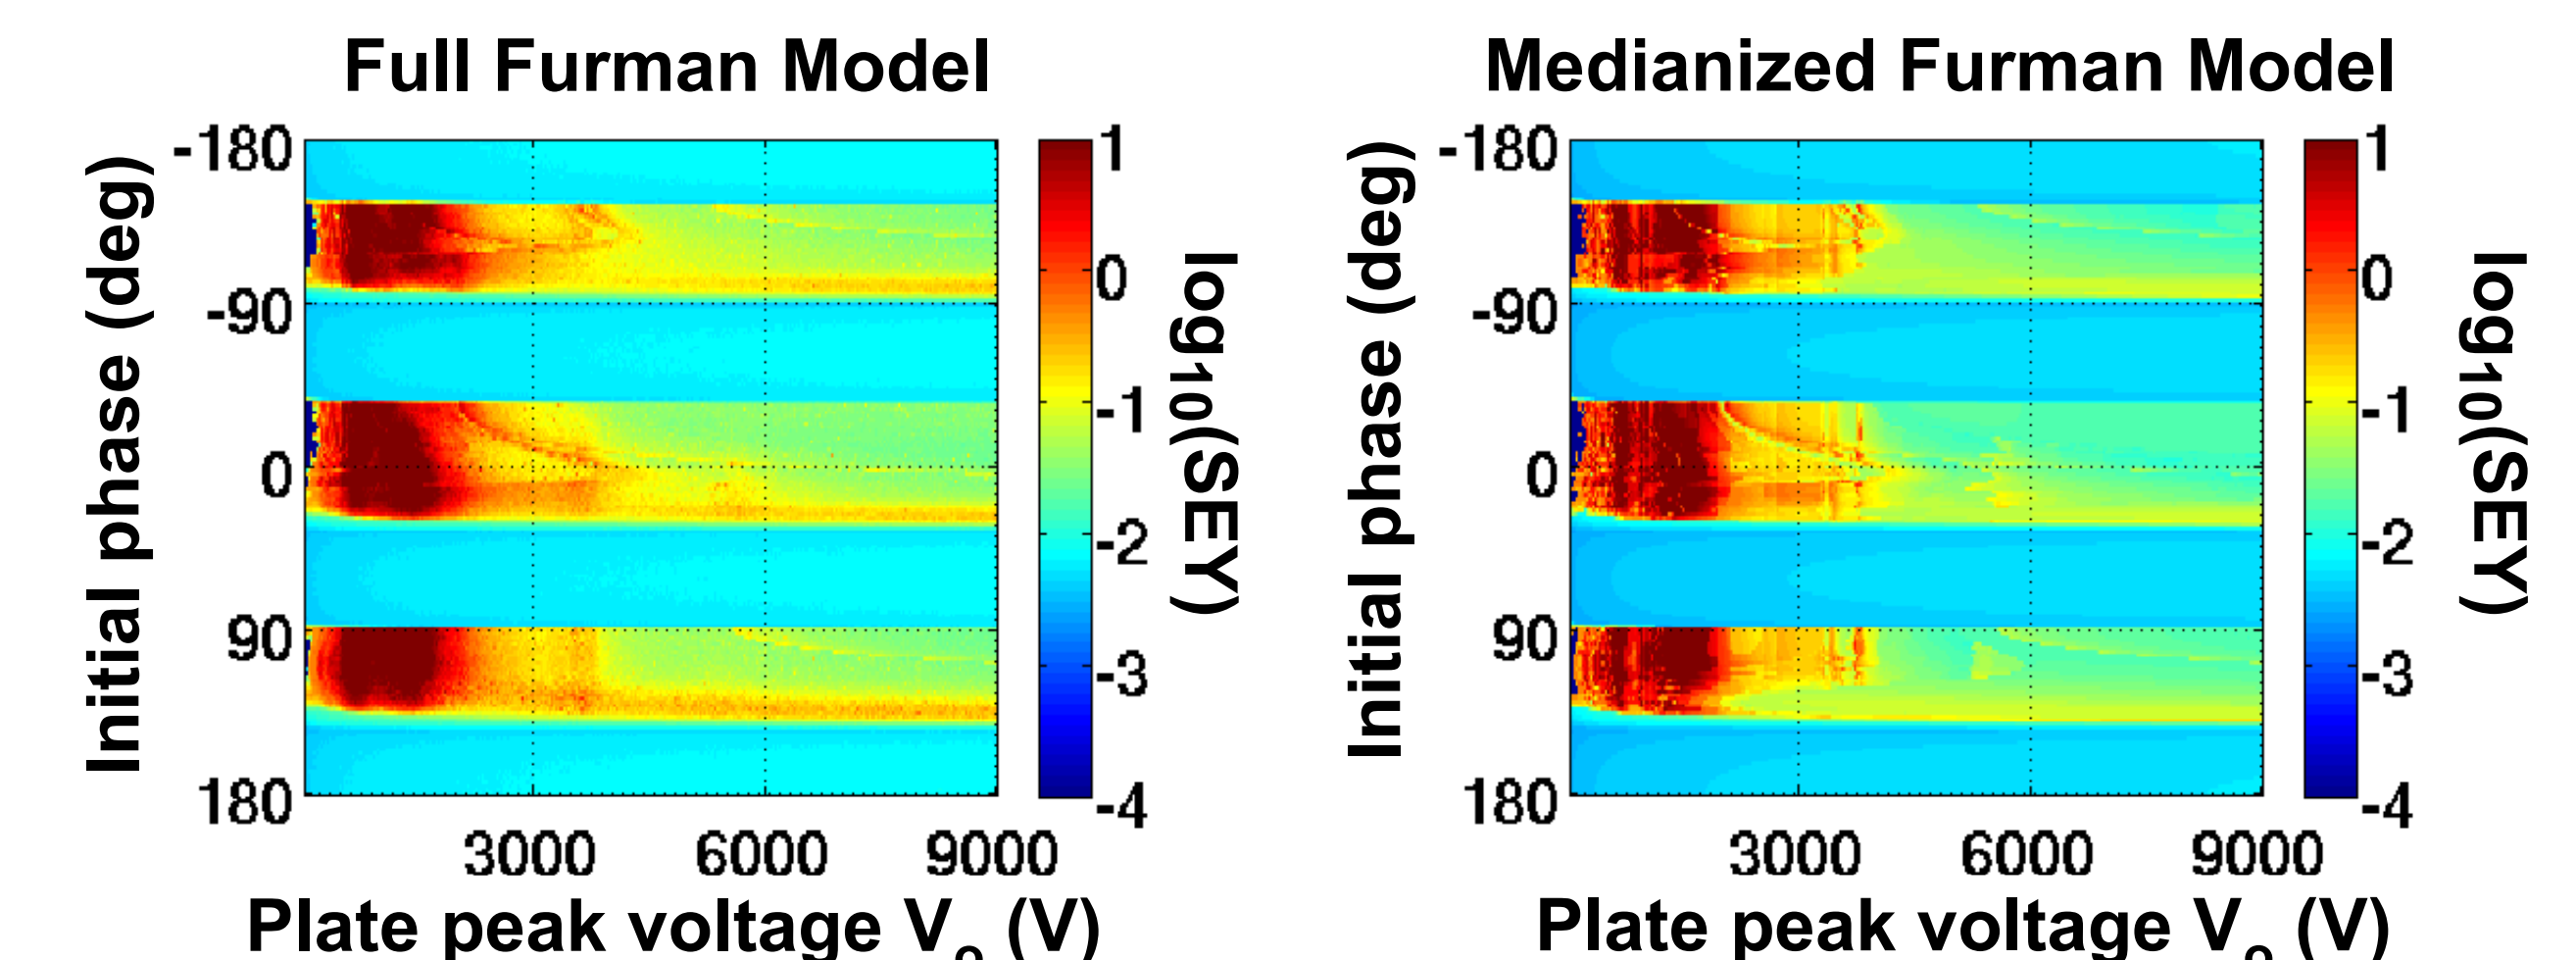 Full Furman Model
Initial phase (deg)
-180
-90
0
90
180
3000 6000 9000
Plate peak voltage Vo (V)
1
0
-1
-2
-3
-4
log10(SEY)
Medianized Furman Model
Initial phase (deg)
-180
-90
0
90
180
3000 6000 9000
Plate peak voltage Vo (V)
1
0
-1
-2
-3
-4
log10(SEY)